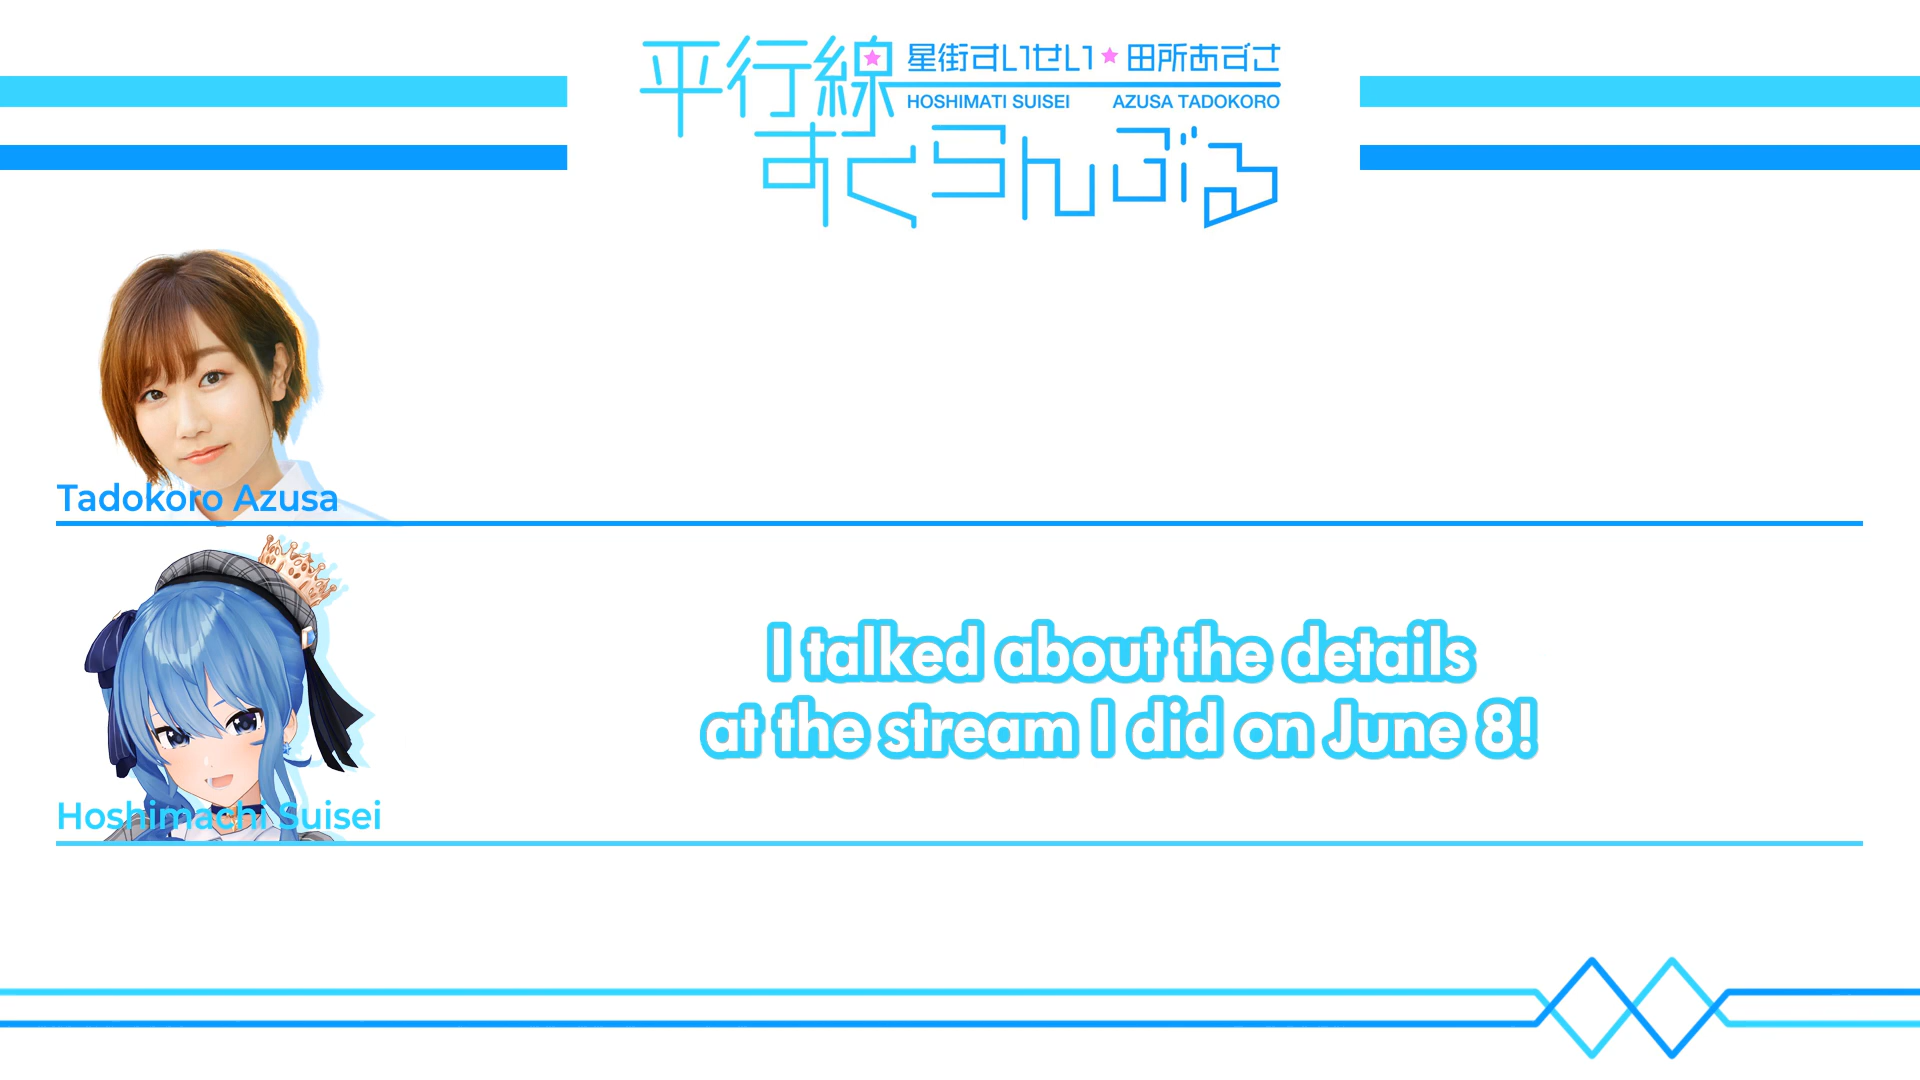 平行線
星街すいせい★田所あずさ
HOSHIMATI SUISEI AZUSA TADOKORO
すくらんぶる
Tadokoro Azusa
I talked about the details
at the stream I did on June 8!
Hoshimachi Suisei